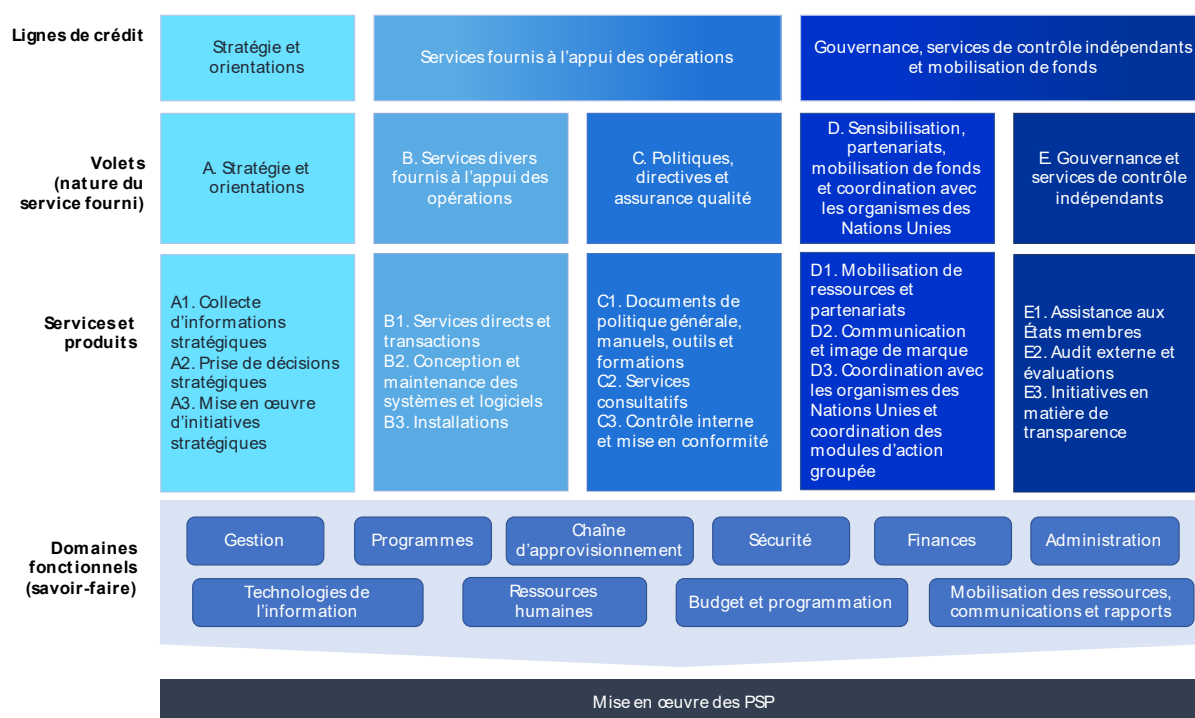 Lignes de crédit
Stratégie et
orientations
Services fournis à l'appui des opérations
Gouvernance, services de contrôle indépendants
et mobilisation de fonds
Volets
(nature du
service fourni)
A. Stratégie et
orientations
B. Services divers
fournis à l'appui des
opérations
C. Politiques,
directives et
assurance qualité
D. Sensibilisation,
partenariats,
mobilisation de fonds
et coordination avec
les organismes des
Nations Unies
E. Gouvernance et
services de contrôle
indépendants
Services et
produits
A1. Collecte
d'informations
stratégiques
A2. Prise de décisions
stratégiques
A3. Mise en œuvre
d'initiatives
stratégiques
B1. Services directs et
transactions
B2. Conception et
maintenance des
systèmes et logiciels
B3. Installations
C1. Documents de
politique générale,
manuels, outils et
formations
C2. Services
consultatifs
C3. Contrôle interne
et mise en conformité
D1. Mobilisation de
ressources et
partenariats
D2. Communication
et image de marque
D3. Coordination avec
les organismes des
Nations Unies et
coordination des
modules d'action
groupée
E1. Assistance aux
États membres
E2. Audit externe et
évaluations
E3. Initiatives en
matière de
transparence
Domaines
fonctionnels
(savoir-faire)
Gestion
Programmes
Chaîne
d'approvisionnement
Sécurité
Finances
Administration
Technologies de
l'information
Ressources
humaines
Budget et programmation
Mobilisation des ressources,
communications et rapports
Mise en œuvre des PSP